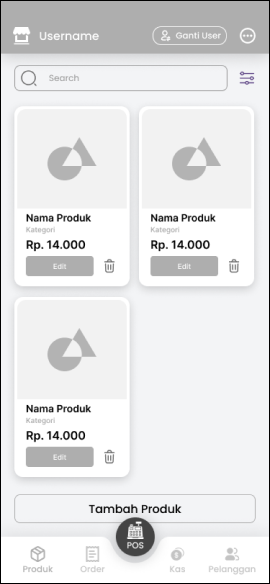 Username
Ganti User
Search
Nama Produk
Kategori
Rp. 14.000
Edit
Nama Produk
Kategori
Rp. 14.000
Edit
Nama Produk
Kategori
Rp. 14.000
Edit
Tambah Produk
POS
Produk
Order
Kas
Pelanggan